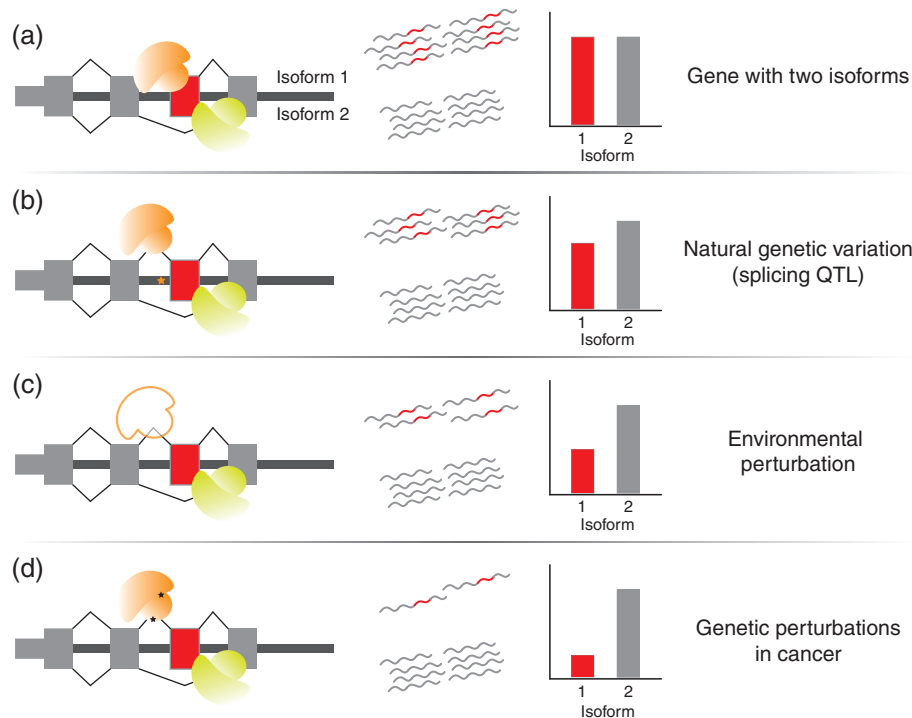 (a)
Isoform 1
Isoform 2
1 2
Isoform
Gene with two isoforms
(b)
1 2
Isoform
Natural genetic variation
(splicing QTL)
(c)
1 2
Isoform
Environmental
perturbation
(d)
1 2
Isoform
Genetic perturbations
in cancer